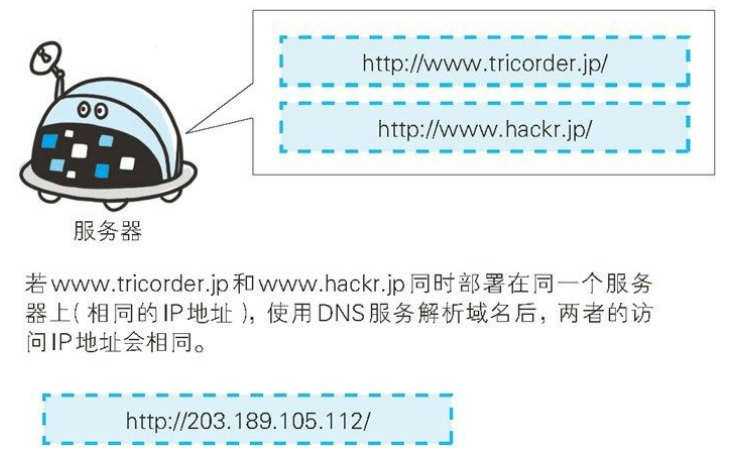 http://www.tricorder.jp/
http://www.hackr.jp/
服务器
若www.tricorder.jp和www.hackr.jp同时部署在同一个服务
器上(相同的IP地址)，使用DNS服务解析域名后，两者的访
问IP地址会相同。
http://203.189.105.112/